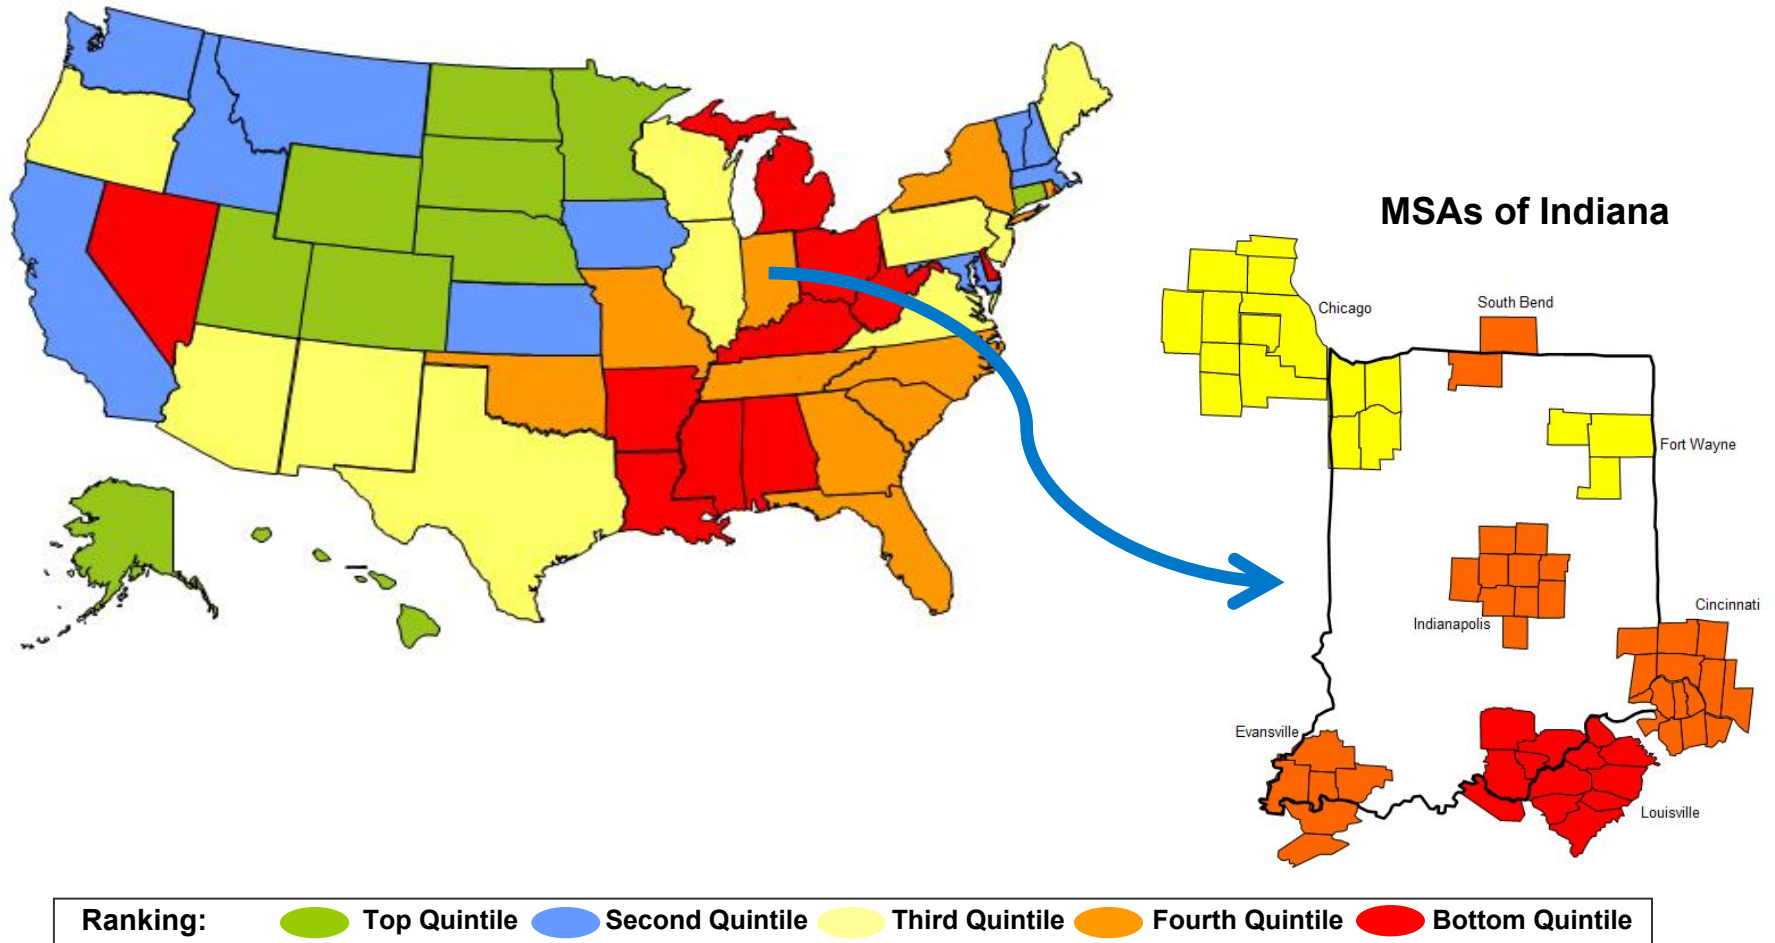 MSAs of Indiana
Chicago
South Bend
Fort Wayne
Indianapolis
Cincinnati
Evansville
Louisville
Ranking: Top Quintile Second Quintile Third Quintile Fourth Quintile Bottom Quintile